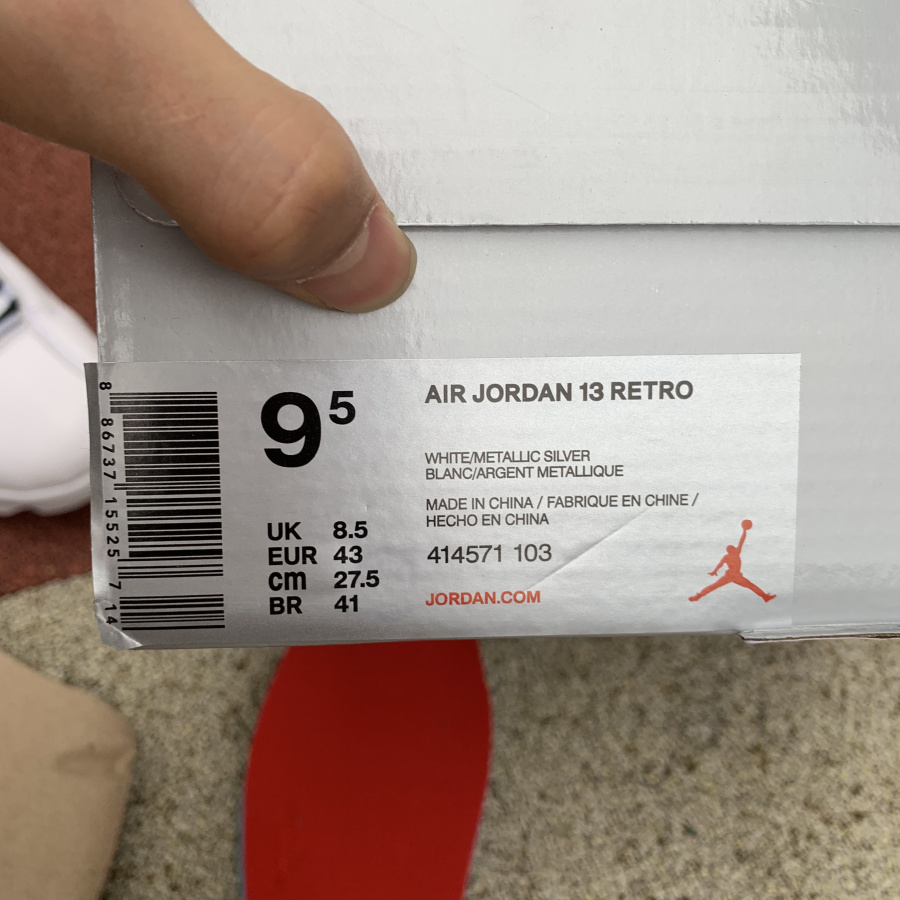 8 86737 15525 7 14
9 5
UK 8.5
EUR 43
cm 27.5
BR 41
AIR JORDAN 13 RETRO
WHITE/METALLIC SILVER
BLANC/ARGENT METALLIQUE
MADE IN CHINA / FABRIQUE EN CHINE /
HECHO EN CHINA
414571 103
JORDAN.COM